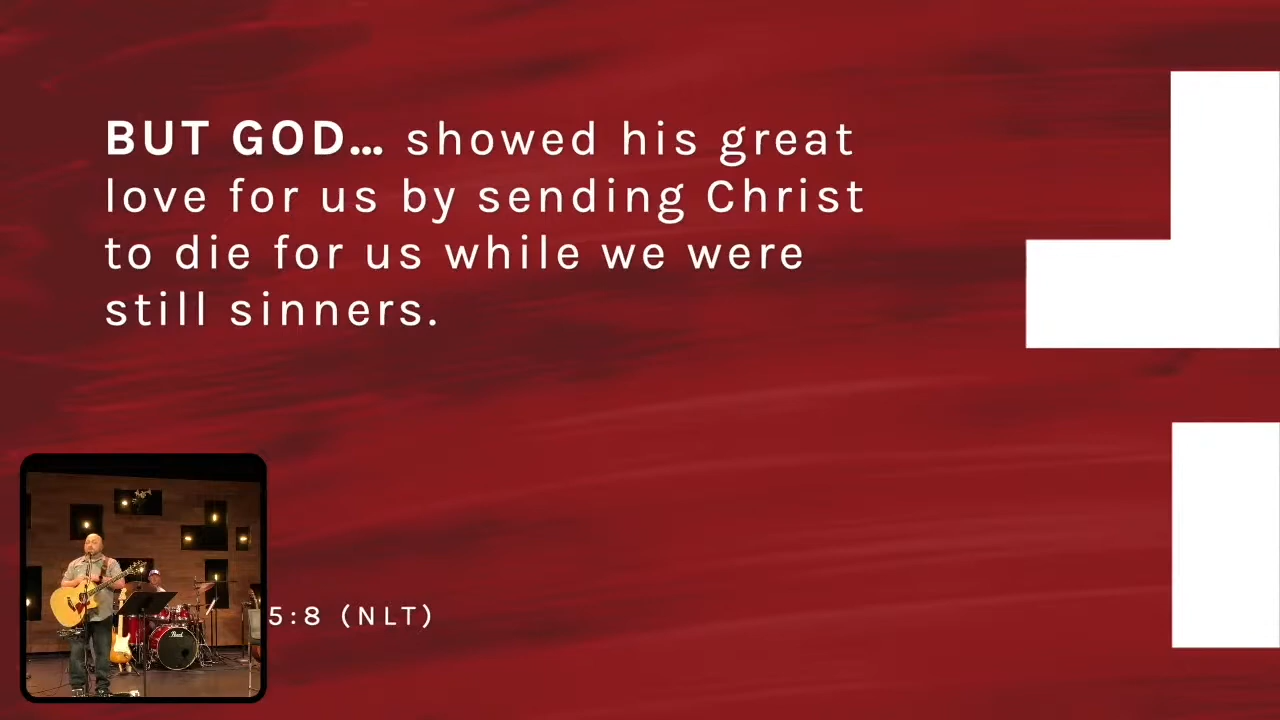 BUT GOD... showed his great
love for us by sending Christ
to die for us while we were
still sinners.
5:8 (NLT)
Pearl